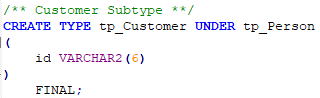 /** Customer Subtype **/
CREATE TYPE tp_Customer UNDER tp_Person
(
id VARCHAR2(6)
)
FINAL;